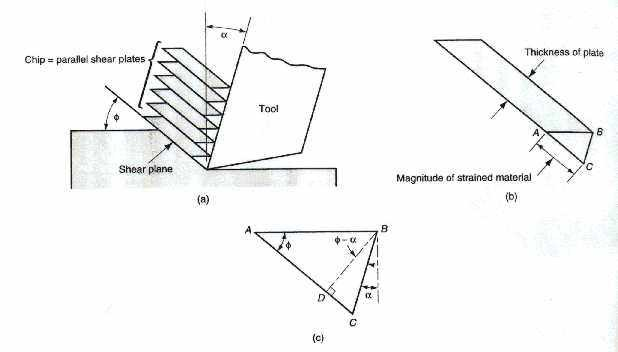 α
Chip = parallel shear plates
Tool
ϕ
Shear plane
(a)
Thickness of plate
A
B
C
Magnitude of strained material
(b)
A
B
ϕ
ϕ – α
D
α
C
(c)